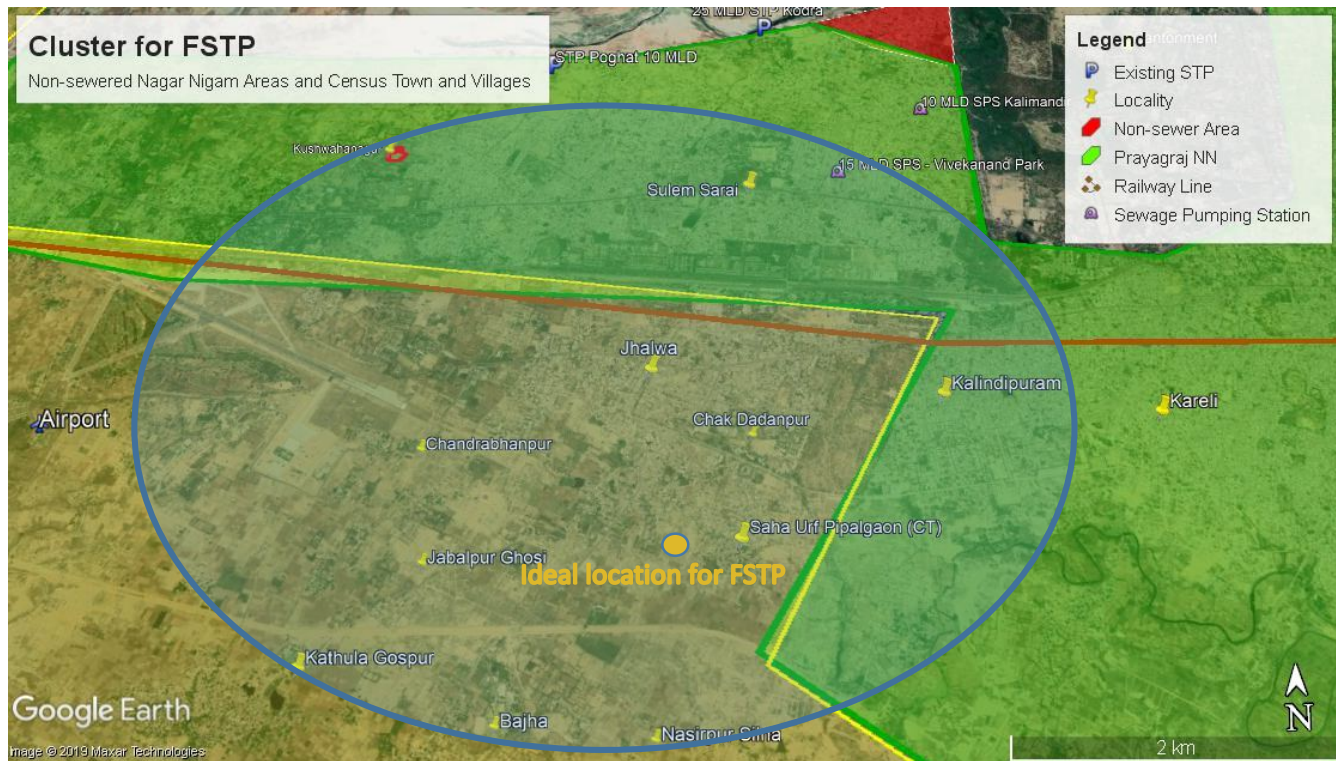 Cluster for FSTP
Non-sewered Nagar Nigam Areas and Census Town and Villages
25 MLD STP Kodra
STP Poghat 10 MLD
Legend
Existing STP
Locality
Non-sewer Area
Prayagraj NN
Railway Line
Sewage Pumping Station
10 MLD SPS Kalimandi
Kushwahanagar
15 MLD SPS - Vivekanand Park
Sulem Sarai
Jhalwa
Kalindipuram
Kareli
Airport
Chak Dadanpur
Chandrabhanpur
Saha Urf Pipalgaon (CT)
Jabalpur Ghosi
Ideal location for FSTP
Kathula Gospur
Bajha
Nasirpur Silna
Google Earth
N
Image © 2019 Maxar Technologies
2 km